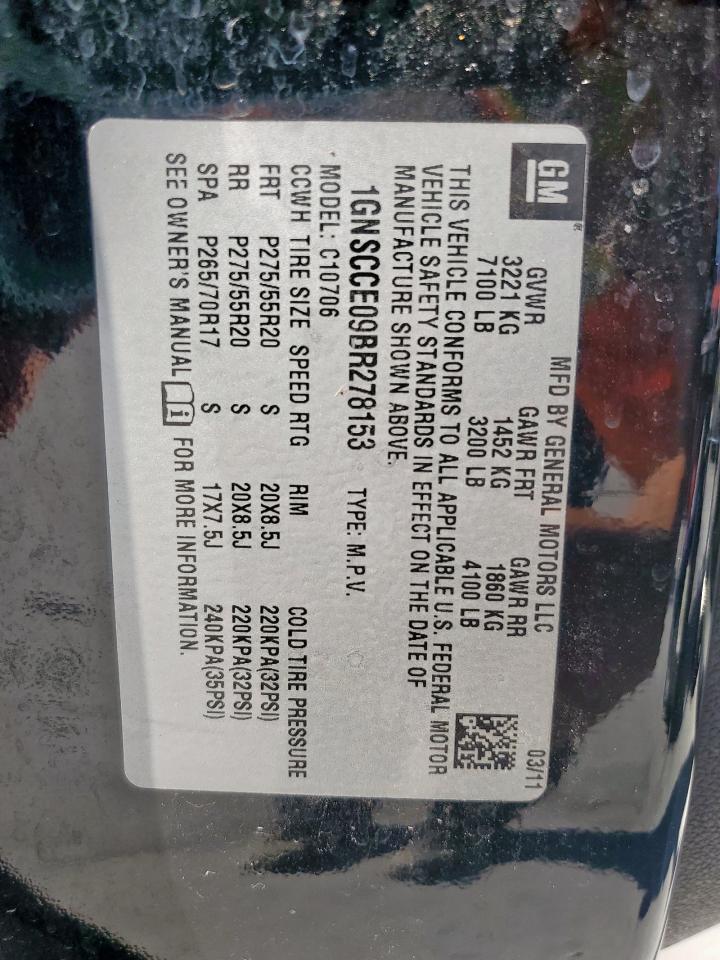 GM®
MFD BY GENERAL MOTORS LLC 03/11
GVWR GAWR FRT GAWR RR
3221 KG 1452 KG 1860 KG
7100 LB 3200 LB 4100 LB
THIS VEHICLE CONFORMS TO ALL APPLICABLE U.S. FEDERAL MOTOR
VEHICLE SAFETY STANDARDS IN EFFECT ON THE DATE OF
MANUFACTURE SHOWN ABOVE.
1GNSCCE09BR278153 TYPE: M.P.V.
MODEL: C10706
CCWH TIRE SIZE SPEED RTG RIM COLD TIRE PRESSURE
FRT P275/55R20 S 20X8.5J 220KPA(32PSI)
RR P275/55R20 S 20X8.5J 220KPA(32PSI)
SPA P265/70R17 S 17X7.5J 240KPA(35PSI)
SEE OWNER'S MANUAL i FOR MORE INFORMATION.